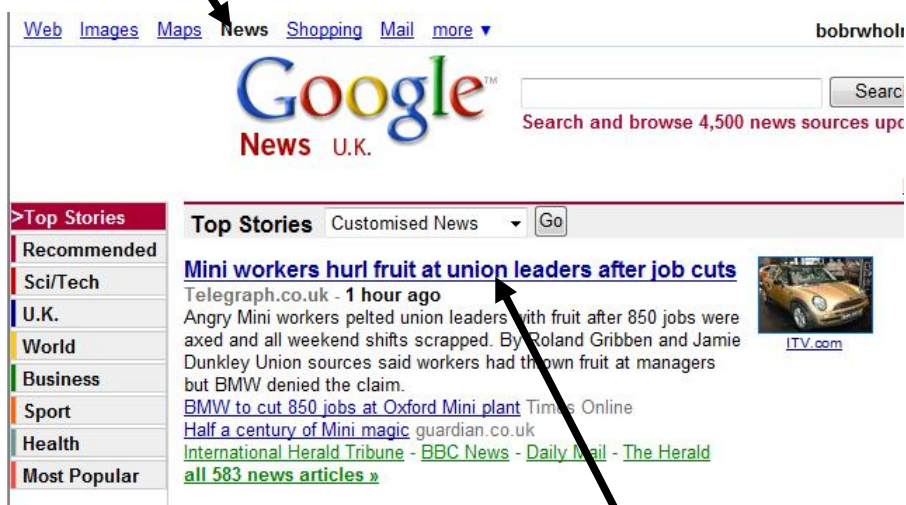 Web Images Maps News Shopping Mail more ▼
Google™
News U.K.
Search and browse 4,500 news sources
>Top Stories
Recommended
Sci/Tech
U.K.
World
Business
Sport
Health
Most Popular
Top Stories Customised News Go
Mini workers hurl fruit at union leaders after job cuts
Telegraph.co.uk - 1 hour ago
Angry Mini workers pelted union leaders with fruit after 850 jobs were
axed and all weekend shifts scrapped. By Roland Gribben and Jamie
Dunkley Union sources said workers had thrown fruit at managers
but BMW denied the claim.
BMW to cut 850 jobs at Oxford Mini plant Times Online
Half a century of Mini magic guardian.co.uk
International Herald Tribune - BBC News - Daily Mail - The Herald
all 583 news articles »
ITV.com